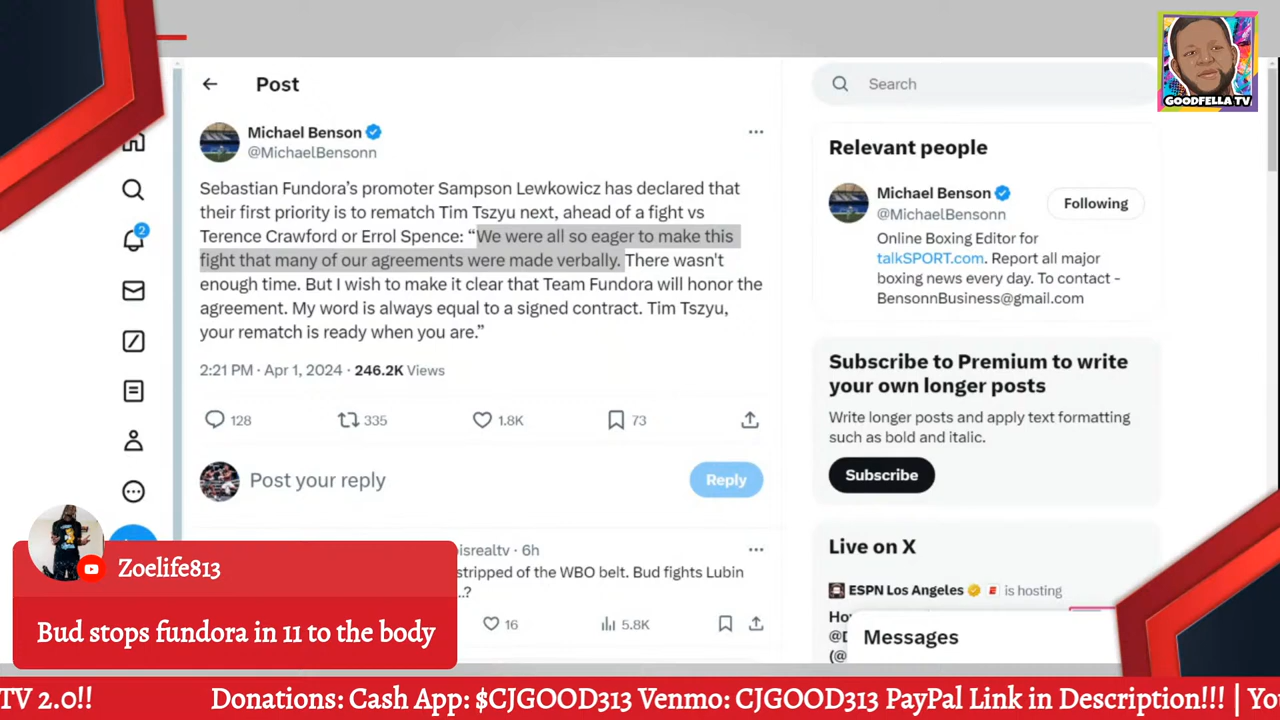 GOODFELLA TV
Post
Search
Michael Benson
@MichaelBensonn
Sebastian Fundora's promoter Sampson Lewkowicz has declared that
their first priority is to rematch Tim Tszyu next, ahead of a fight vs
Terence Crawford or Errol Spence: “We were all so eager to make this
fight that many of our agreements were made verbally. There wasn't
enough time. But I wish to make it clear that Team Fundora will honor the
agreement. My word is always equal to a signed contract. Tim Tszyu,
your rematch is ready when you are.”
2:21 PM · Apr 1, 2024 · 246.2K Views
128
335
1.8K
73
Post your reply
Reply
2
Relevant people
Michael Benson
@MichaelBensonn
Following
Online Boxing Editor for
talkSPORT.com. Report all major
boxing news every day. To contact -
BensonnBusiness@gmail.com
Subscribe to Premium to write
your own longer posts
Write longer posts and apply text formatting
such as bold and italic.
Subscribe
Live on X
ESPN Los Angeles
is hosting
Messages
isrealtv · 6h
stripped of the WBO belt. Bud fights Lubin
..?
16
5.8K
Zoelife813
Bud stops fundora in 11 to the body
TV 2.0!! Donations: Cash App: $CJGOOD313 Venmo: CJGOOD313 PayPal Link in Description!!! | Yo